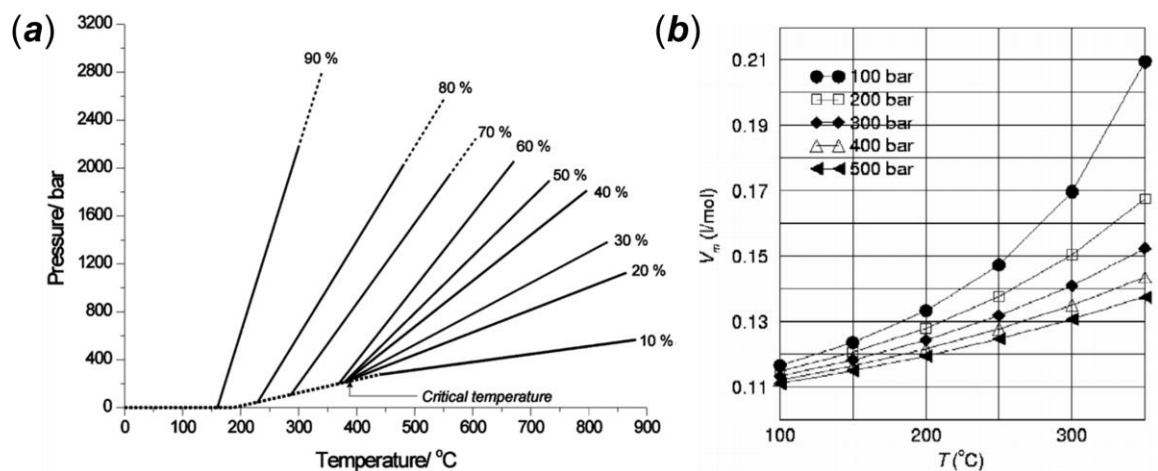 (a)
3200
2800
2400
2000
1600
1200
800
400
0
Pressure/ bar
90 %
80 %
70 %
60 %
50 %
40 %
30 %
20 %
10 %
Critical temperature
0 100 200 300 400 500 600 700 800 900
Temperature/ °C
(b)
0.21
0.19
0.17
0.15
0.13
0.11
Vm (l/mol)
100 bar
200 bar
300 bar
400 bar
500 bar
100 200 300
T (°C)